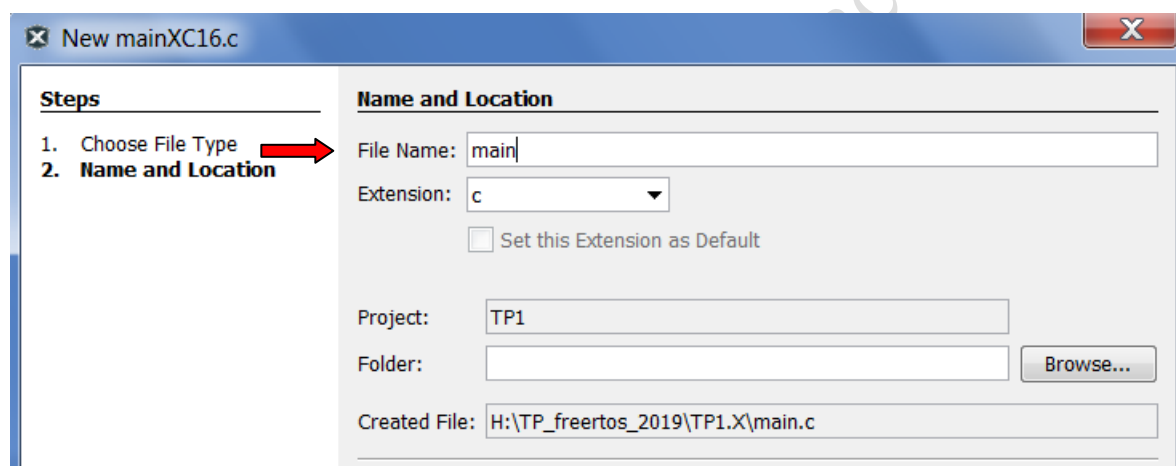 New mainXC16.c
Steps
1. Choose File Type
2. Name and Location
Name and Location
File Name: main
Extension: c
Set this Extension as Default
Project: TP1
Folder:
Browse...
Created File: H:\TP_freertos_2019\TP1.X\main.c